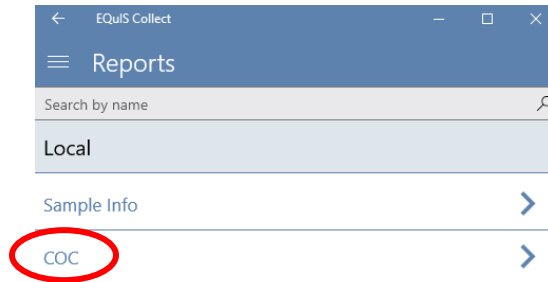 EQuIS Collect
Reports
Search by name
Local
Sample Info
COC